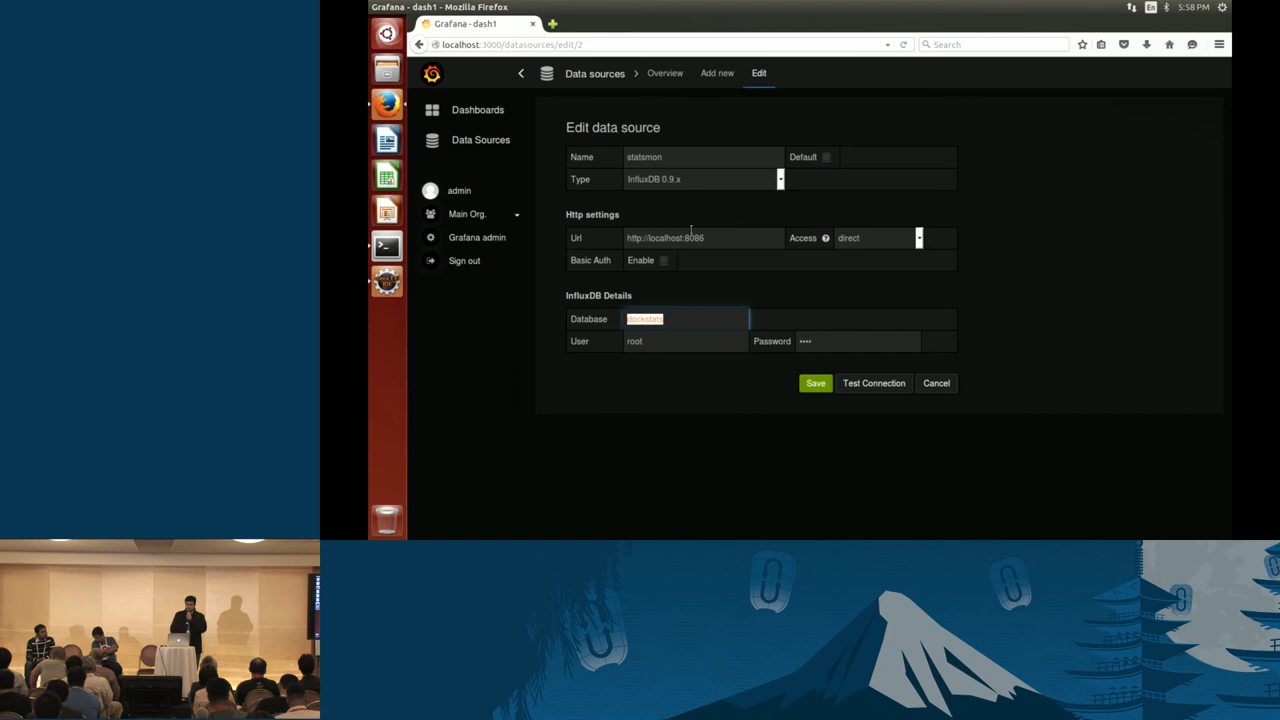 Grafana - dash1 - Mozilla Firefox
En
5:58 PM
Grafana - dash1
localhost:3000/datasources/edit/2
Search
Data sources
Overview
Add new
Edit
Dashboards
Data Sources
admin
Main Org.
Grafana admin
Sign out
Edit data source
Name statsmon Default
Type InfluxDB 0.9.x
Http settings
Url http://localhost:8086 Access direct
Basic Auth Enable
InfluxDB Details
Database dockstats
User root Password ••••
Save Test Connection Cancel